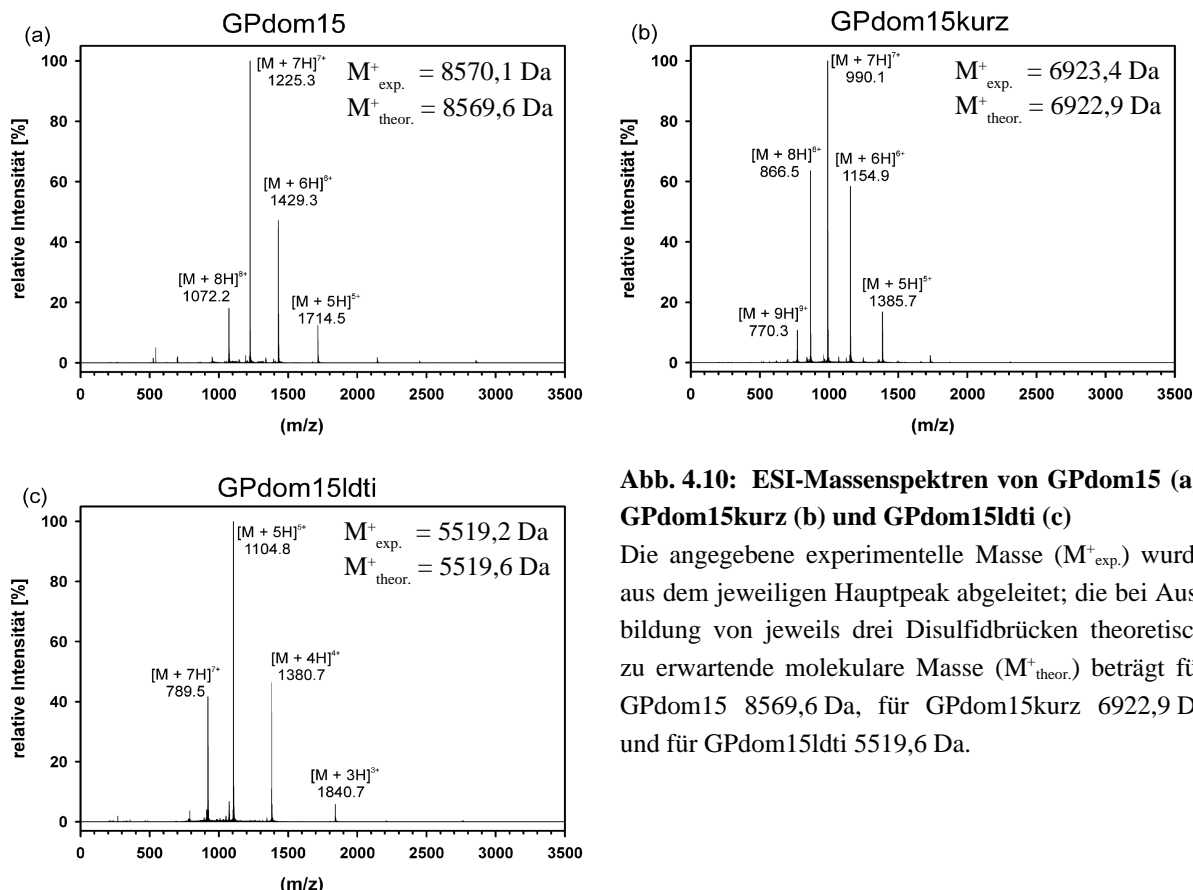 (a)
GPdom15
relative Intensität [%]
100
80
60
40
20
0
[M + 7H]⁷⁺
1225.3
M⁺exp. = 8570,1 Da
M⁺theor. = 8569,6 Da
[M + 6H]⁶⁺
1429.3
[M + 8H]⁸⁺
1072.2
[M + 5H]⁵⁺
1714.5
0 500 1000 1500 2000 2500 3000 3500
(m/z)
(b)
GPdom15kurz
relative Intensität [%]
100
80
60
40
20
0
[M + 7H]⁷⁺
990.1
M⁺exp. = 6923,4 Da
M⁺theor. = 6922,9 Da
[M + 8H]⁸⁺
866.5
[M + 6H]⁶⁺
1154.9
[M + 5H]⁵⁺
1385.7
[M + 9H]⁹⁺
770.3
0 500 1000 1500 2000 2500 3000 3500
(m/z)
(c)
GPdom15ldti
relative Intensität [%]
100
80
60
40
20
0
[M + 5H]⁵⁺
1104.8
M⁺exp. = 5519,2 Da
M⁺theor. = 5519,6 Da
[M + 7H]⁷⁺
789.5
[M + 4H]⁴⁺
1380.7
[M + 3H]³⁺
1840.7
0 500 1000 1500 2000 2500 3000 3500
(m/z)
Abb. 4.10: ESI-Massenspektren von GPdom15 (a
GPdom15kurz (b) und GPdom15ldti (c)
Die angegebene experimentelle Masse (M⁺exp.) wurd
aus dem jeweiligen Hauptpeak abgeleitet; die bei Aus
bildung von jeweils drei Disulfidbrücken theoretisc
zu erwartende molekulare Masse (M⁺theor.) beträgt fü
GPdom15 8569,6 Da, für GPdom15kurz 6922,9 D
und für GPdom15ldti 5519,6 Da.